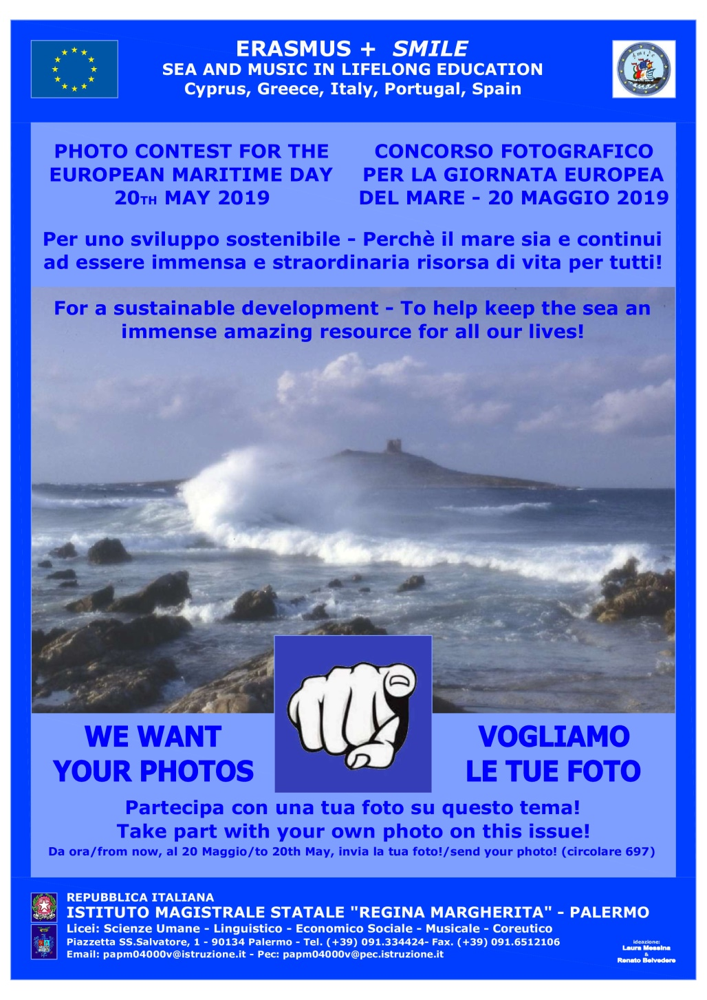 ERASMUS + SMILE
SEA AND MUSIC IN LIFELONG EDUCATION
Cyprus, Greece, Italy, Portugal, Spain
PHOTO CONTEST FOR THE
EUROPEAN MARITIME DAY
20TH MAY 2019
CONCORSO FOTOGRAFICO
PER LA GIORNATA EUROPEA
DEL MARE - 20 MAGGIO 2019
Per uno sviluppo sostenibile - Perchè il mare sia e continui
ad essere immensa e straordinaria risorsa di vita per tutti!
For a sustainable development - To help keep the sea an
immense amazing resource for all our lives!
WE WANT
YOUR PHOTOS
VOGLIAMO
LE TUE FOTO
Partecipa con una tua foto su questo tema!
Take part with your own photo on this issue!
Da ora/from now, al 20 Maggio/to 20th May, invia la tua foto!/send your photo! (circolare 697)
REPUBBLICA ITALIANA
ISTITUTO MAGISTRALE STATALE "REGINA MARGHERITA" - PALERMO
Licei: Scienze Umane - Linguistico - Economico Sociale - Musicale - Coreutico
Piazzetta SS.Salvatore, 1 - 90134 Palermo - Tel. (+39) 091.334424- Fax. (+39) 091.6512106
Email: papm04000v@istruzione.it - Pec: papm04000v@pec.istruzione.it
ideazione:
Laura Messina
&
Renato Belvedere